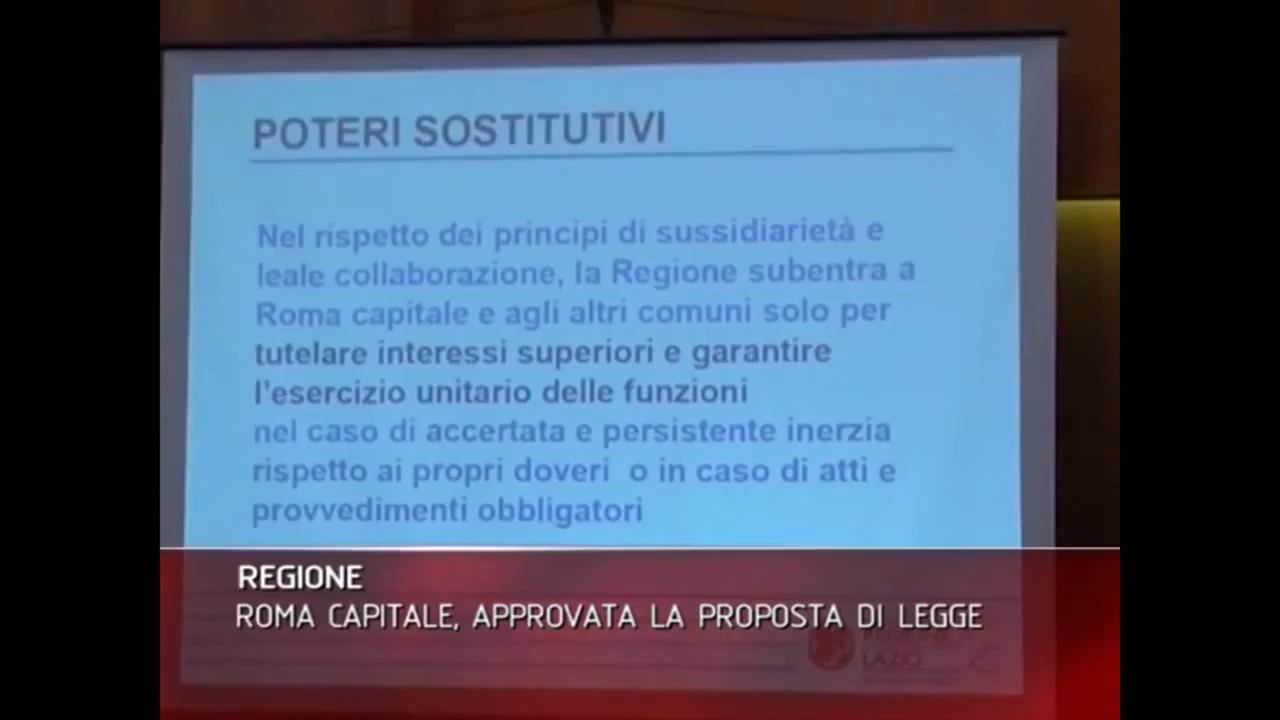 POTERI SOSTITUTIVI
Nel rispetto dei principi di sussidiarietà e
leale collaborazione, la Regione subentra a
Roma capitale e agli altri comuni solo per
tutelare interessi superiori e garantire
l'esercizio unitario delle funzioni
nel caso di accertata e persistente inerzia
rispetto ai propri doveri o in caso di atti e
provvedimenti obbligatori
REGIONE
ROMA CAPITALE, APPROVATA LA PROPOSTA DI LEGGE
LAZIO